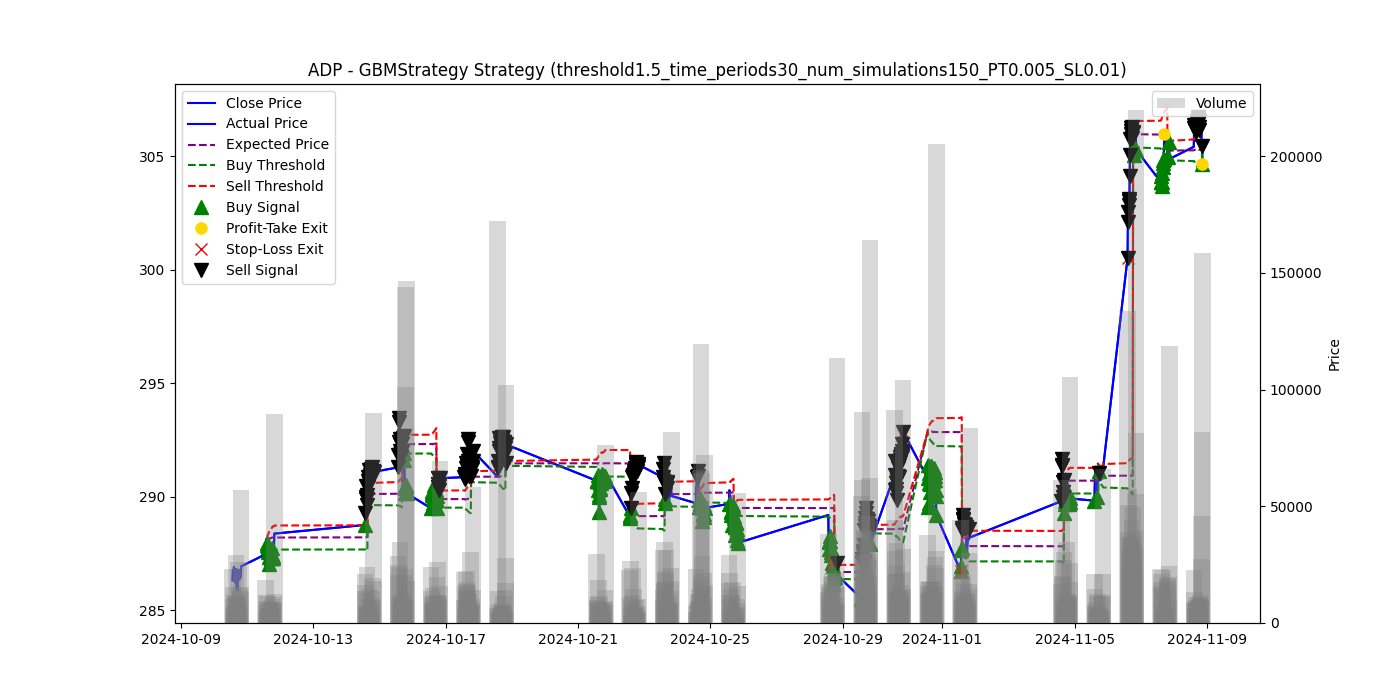 ADP - GBMStrategy Strategy (threshold1.5_time_periods30_num_simulations150_PT0.005_SL0.01)
Close Price
Actual Price
Expected Price
Buy Threshold
Sell Threshold
Buy Signal
Profit-Take Exit
Stop-Loss Exit
Sell Signal
Volume
305
300
295
290
285
200000
150000
100000
50000
0
Price
2024-10-09
2024-10-13
2024-10-17
2024-10-21
2024-10-25
2024-10-29
2024-11-01
2024-11-05
2024-11-09